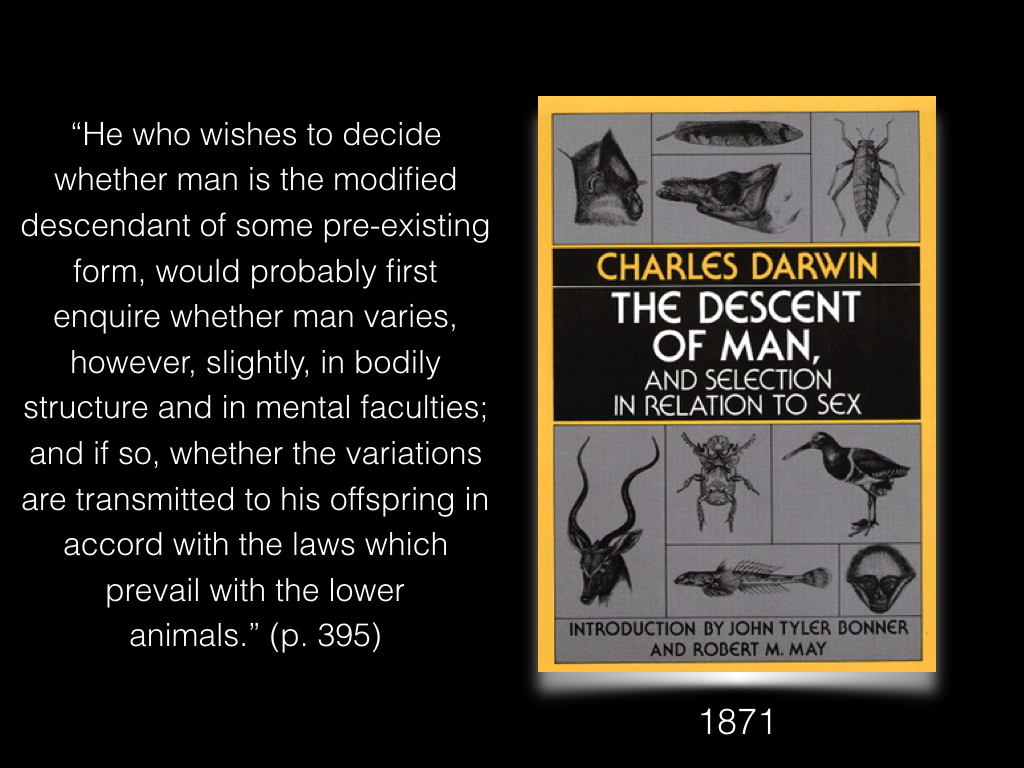 “He who wishes to decide
whether man is the modified
descendant of some pre-existing
form, would probably first
enquire whether man varies,
however, slightly, in bodily
structure and in mental faculties;
and if so, whether the variations
are transmitted to his offspring in
accord with the laws which
prevail with the lower
animals.” (p. 395)
CHARLES DARWIN
THE DESCENT
OF MAN,
AND SELECTION
IN RELATION TO SEX
INTRODUCTION BY JOHN TYLER BONNER
AND ROBERT M. MAY
1871